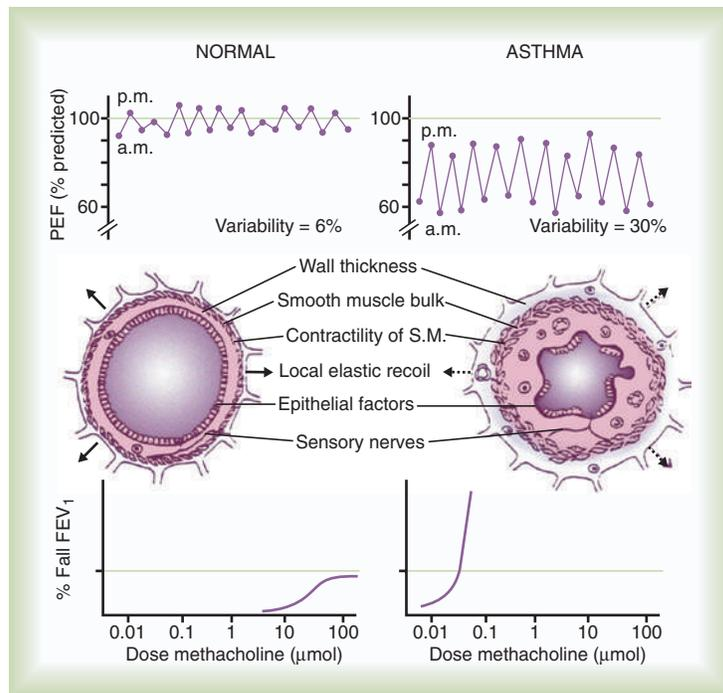 NORMAL
ASTHMA
PEF (% predicted)
100
60
p.m.
a.m.
Variability = 6%
100
60
p.m.
a.m.
Variability = 30%
Wall thickness
Smooth muscle bulk
Contractility of S.M.
Local elastic recoil
Epithelial factors
Sensory nerves
% Fall FEV1
0.01 0.1 1 10 100
Dose methacholine (μmol)
0.01 0.1 1 10 100
Dose methacholine (μmol)